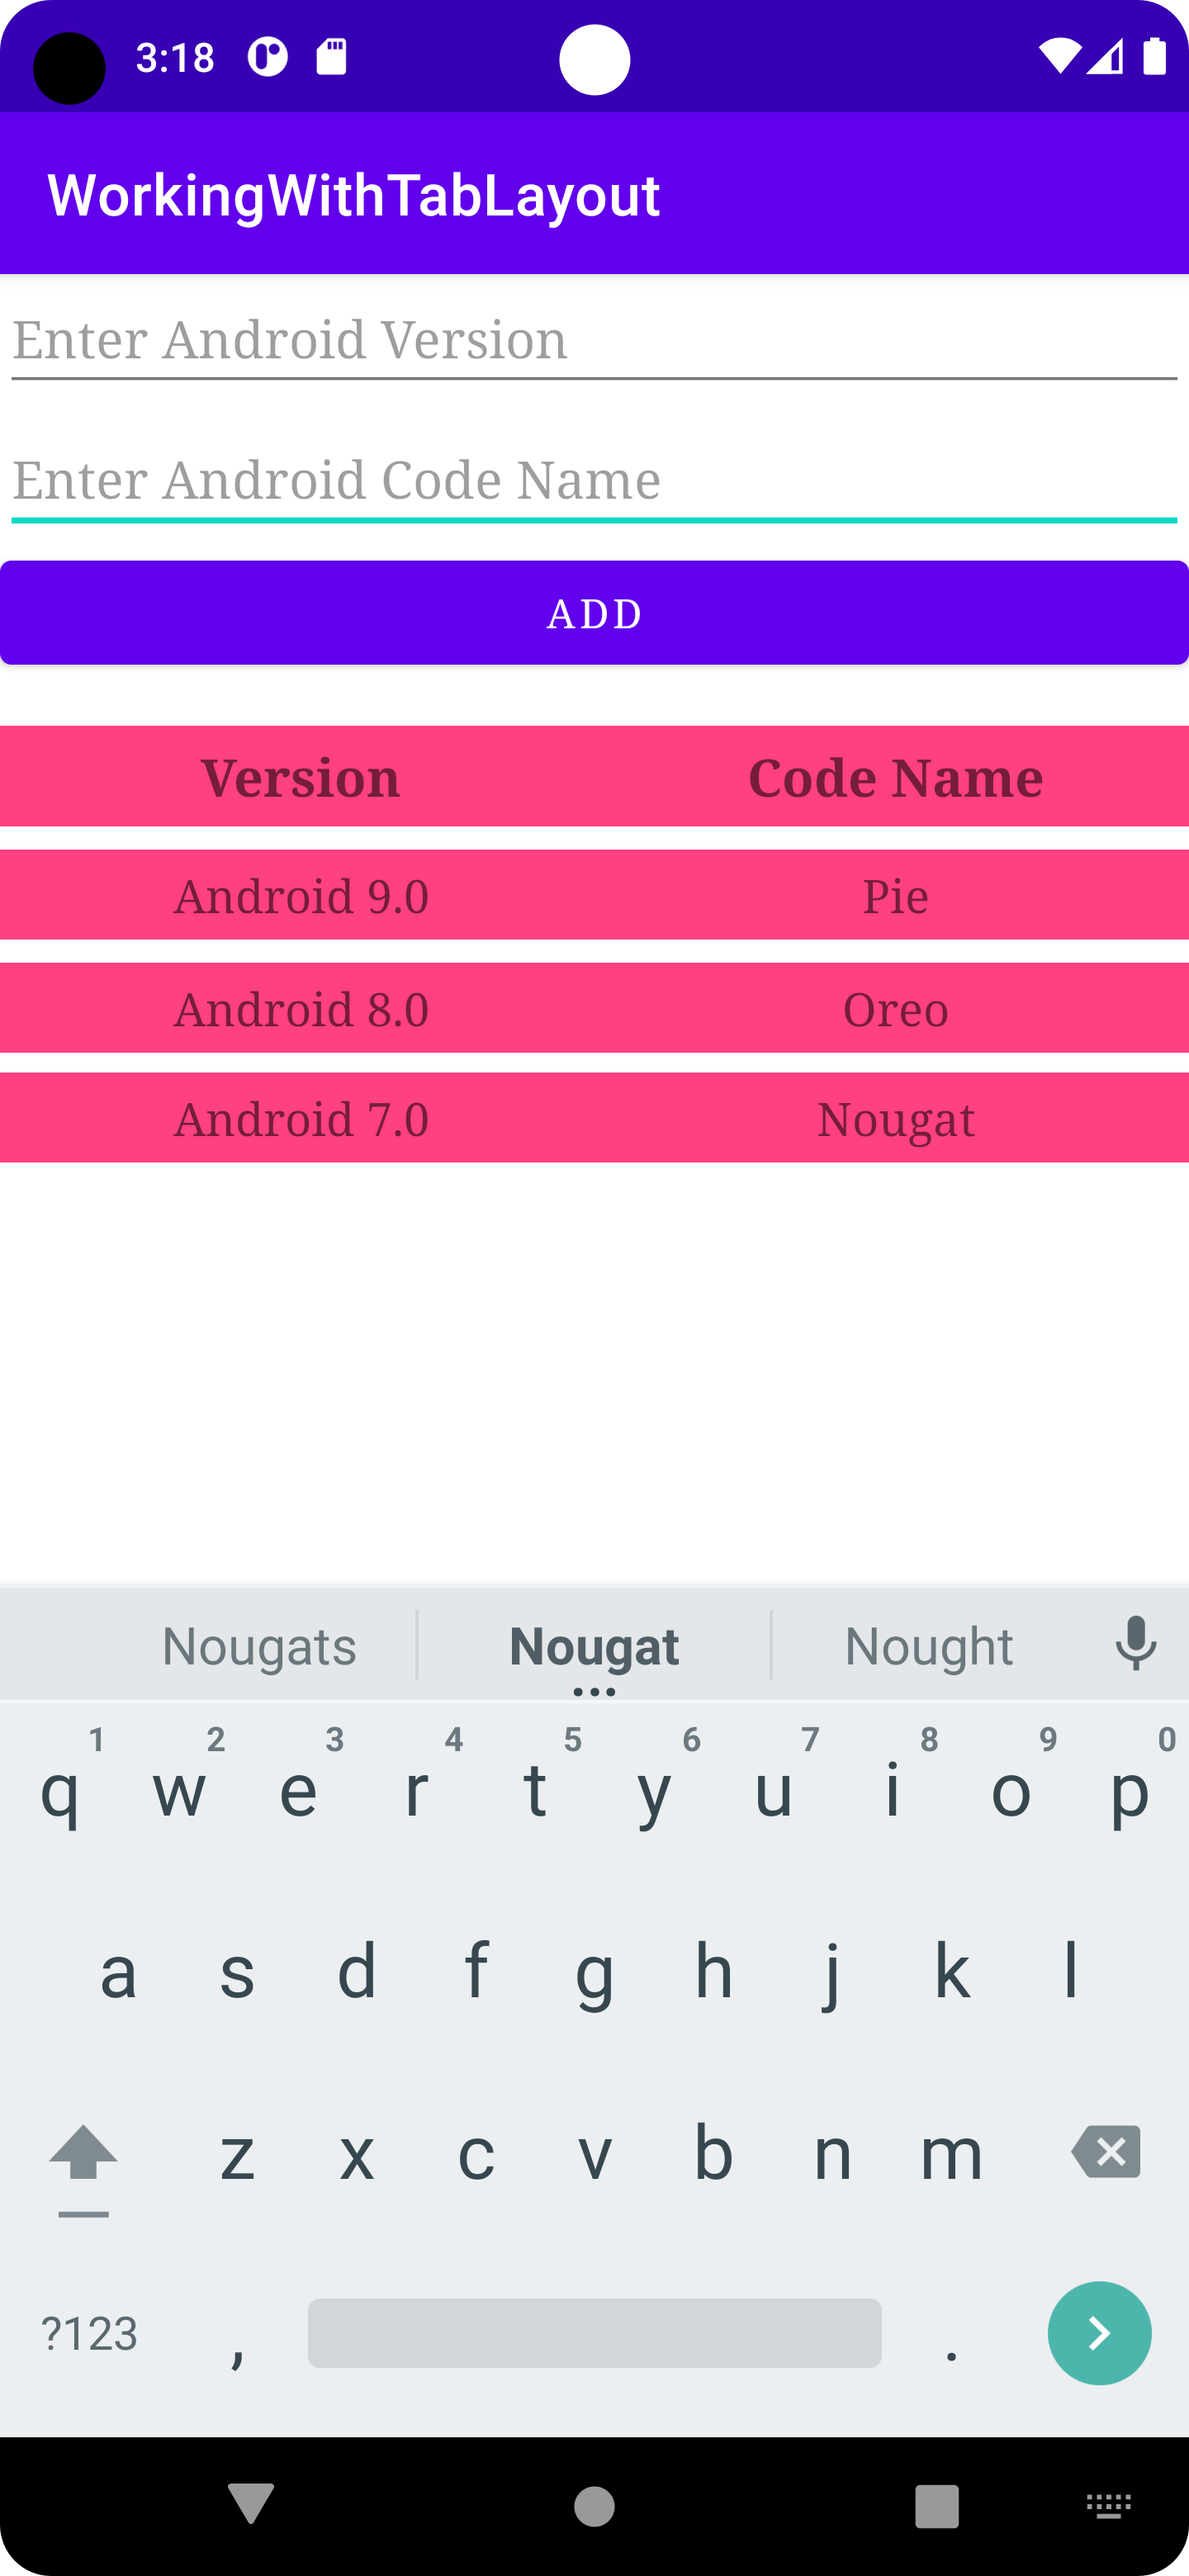 3:18
WorkingWithTabLayout
Enter Android Version
Enter Android Code Name
ADD
Version Code Name
Android 9.0 Pie
Android 8.0 Oreo
Android 7.0 Nougat
Nougats Nougat Nought
1 2 3 4 5 6 7 8 9 0
q w e r t y u i o p
a s d f g h j k l
z x c v b n m
?123 , .